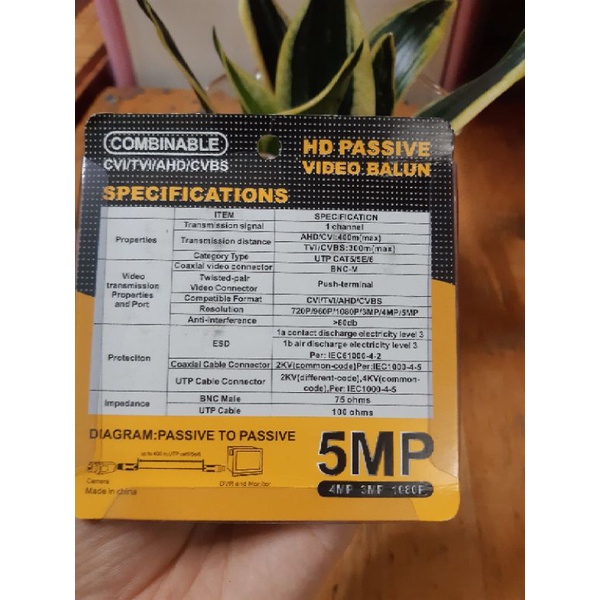 COMBINABLE
CVI/TVI/AHD/CVBS
HD PASSIVE
VIDEO BALUN
SPECIFICATIONS
ITEM SPECIFICATION
Properties
Transmission signal 1 channel
Transmission distance AHD/CVI:400m(max)
TVI/CVBS:300m(max)
Category Type UTP CAT5/5E/6
Video
transmission
Properties
and Port
Coaxial video connector BNC-M
Twisted-pair
Video Connector Push-terminal
Compatible Format CVI/TVI/AHD/CVBS
Resolution 720P/960P/1080P/3MP/4MP/5MP
Anti-interference >60db
Proteciton
ESD 1a contact discharge electricity level 3
1b air discharge electricity level 3
Per: IEC61000-4-2
Coaxial Cable Connector 2KV(common-code)Per:IEC1000-4-5
UTP Cable Connector 2KV(different-code),4KV(common-
code),Per: IEC1000-4-5
Impedance
BNC Male 75 ohms
UTP Cable 100 ohms
DIAGRAM:PASSIVE TO PASSIVE
Camera
DVR and Monitor
Made in china
5MP
4MP 3MP 1080P